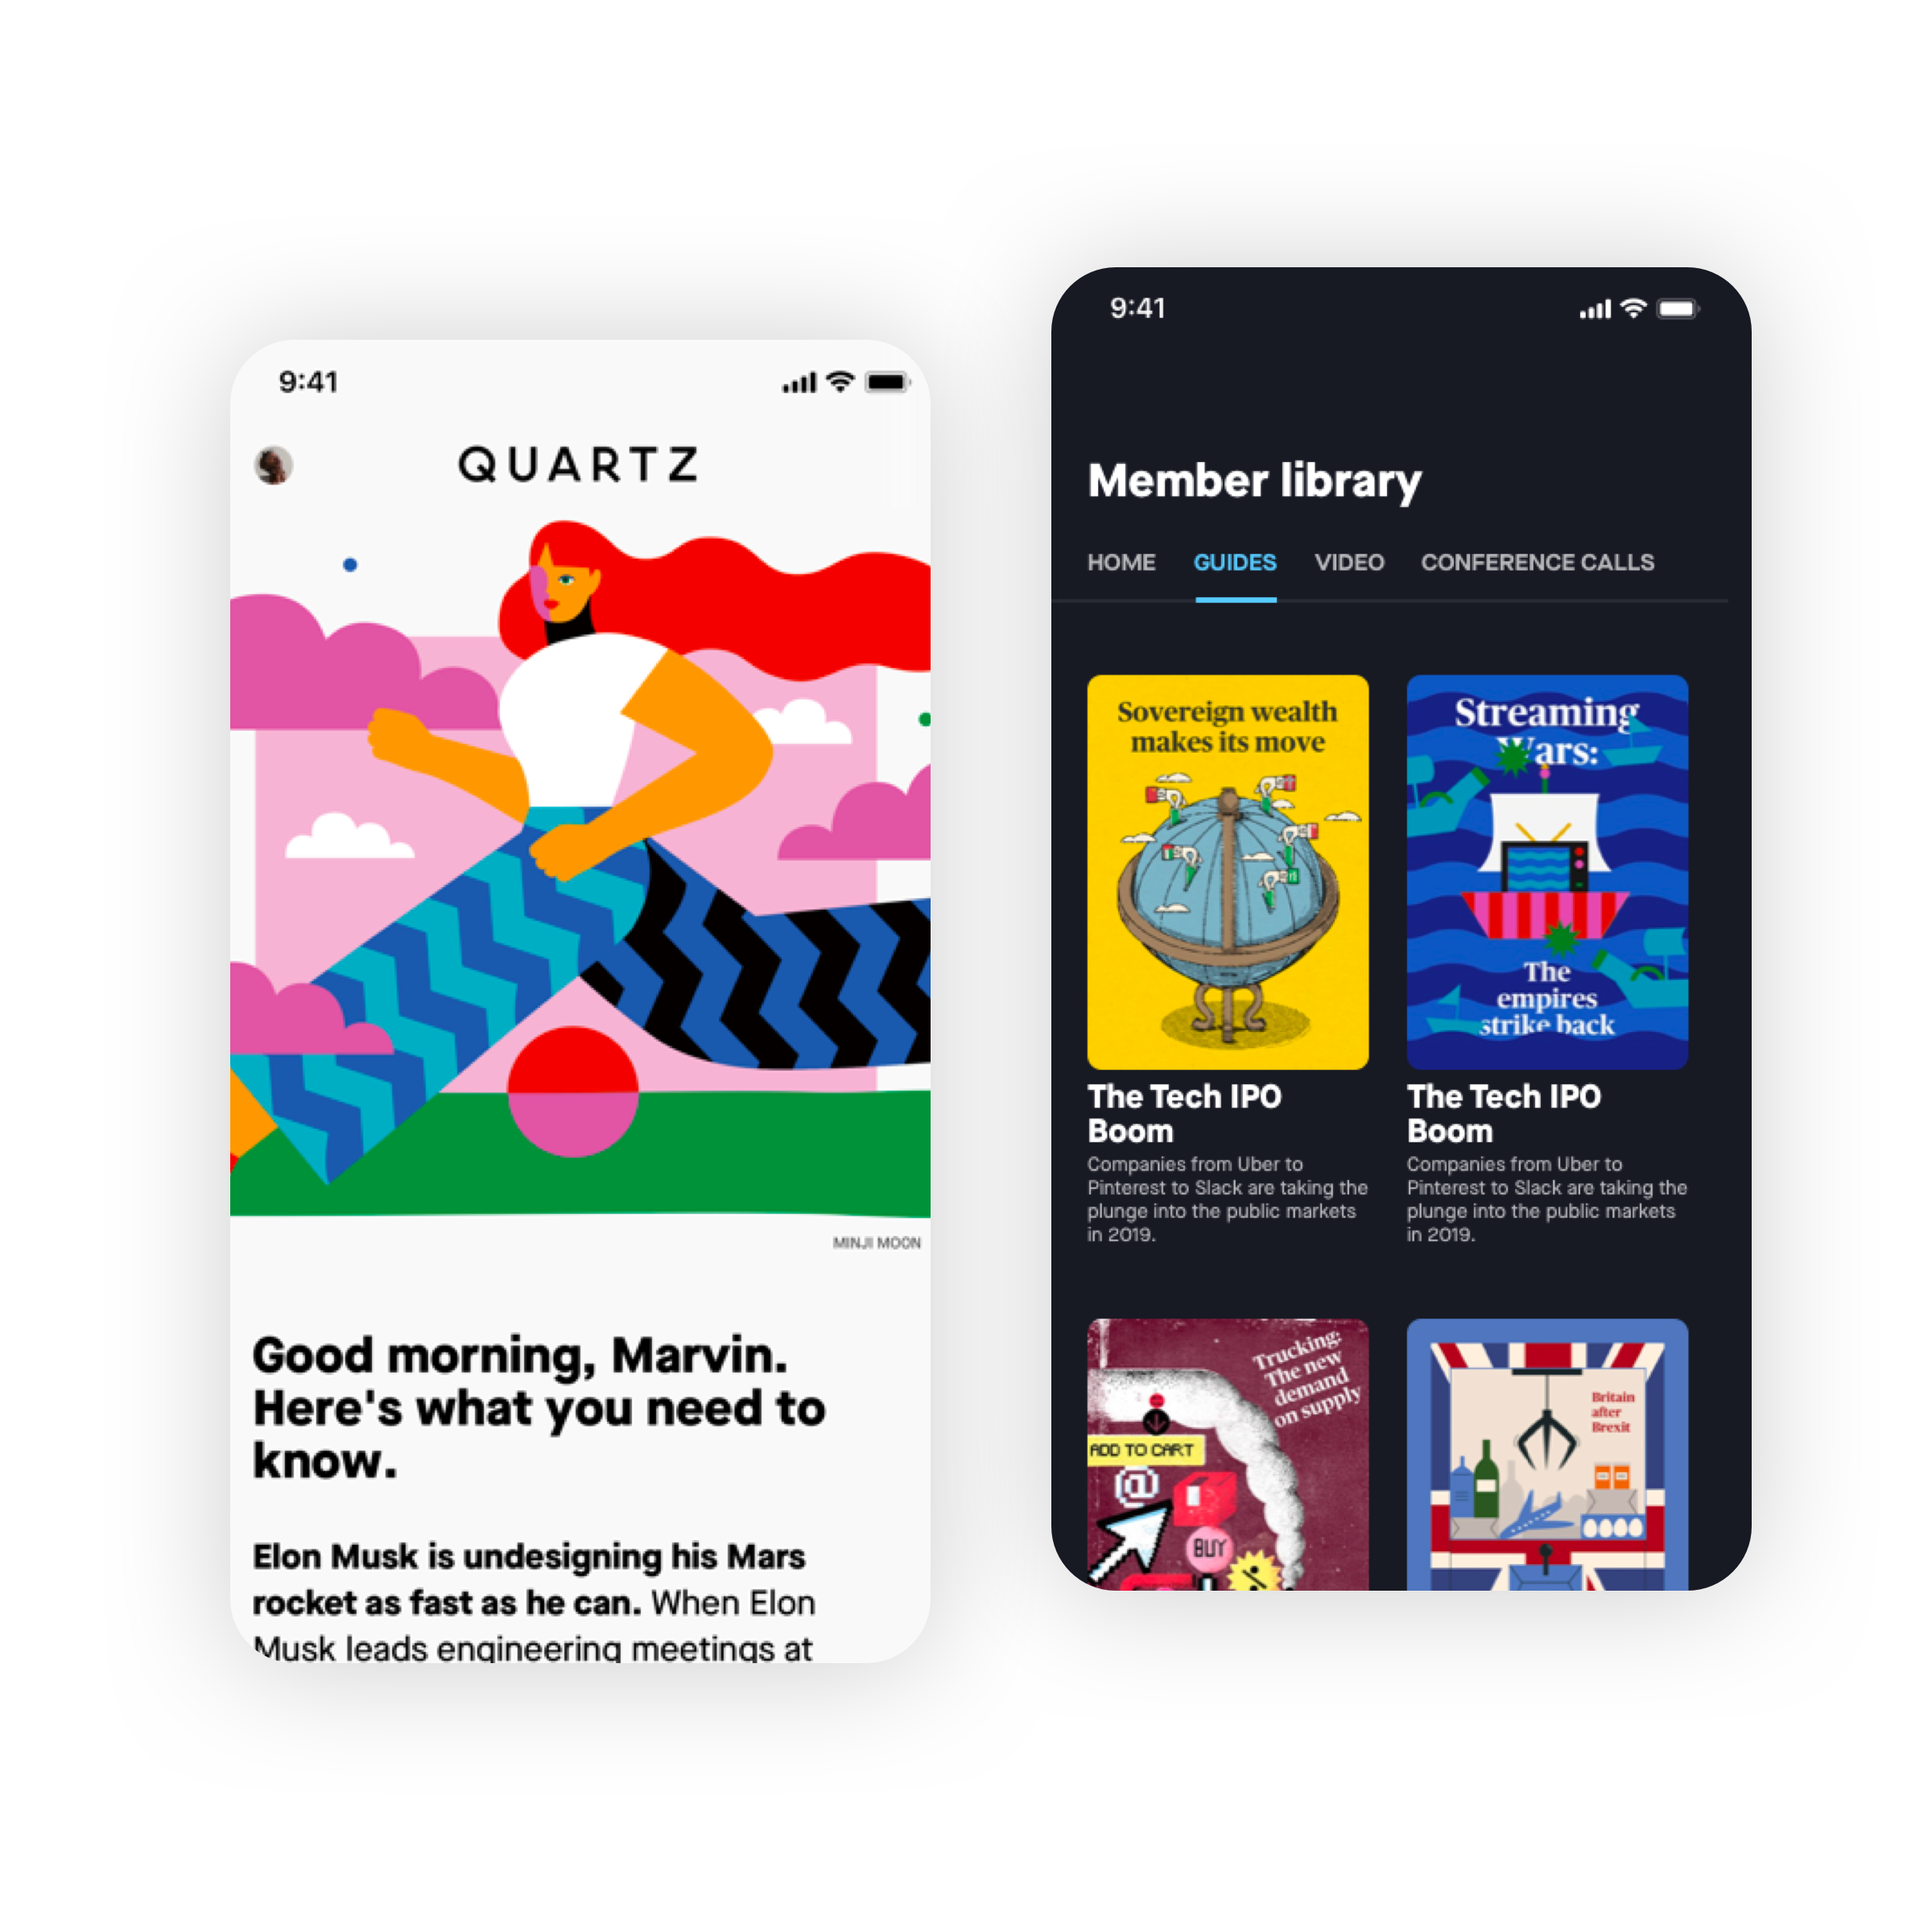 9:41
QUARTZ
MINJI MOON
Good morning, Marvin.
Here's what you need to
know.
Elon Musk is undesigning his Mars
rocket as fast as he can. When Elon
Musk leads engineering meetings at
9:41
Member library
HOME GUIDES VIDEO CONFERENCE CALLS
Sovereign wealth
makes its move
The Tech IPO
Boom
Companies from Uber to
Pinterest to Slack are taking the
plunge into the public markets
in 2019.
Streaming
Wars:
The
empires
strike back
The Tech IPO
Boom
Companies from Uber to
Pinterest to Slack are taking the
plunge into the public markets
in 2019.
Trucking:
The new
demand
on supply
ADD TO CART
@
BUY
%
Britain
after
Brexit